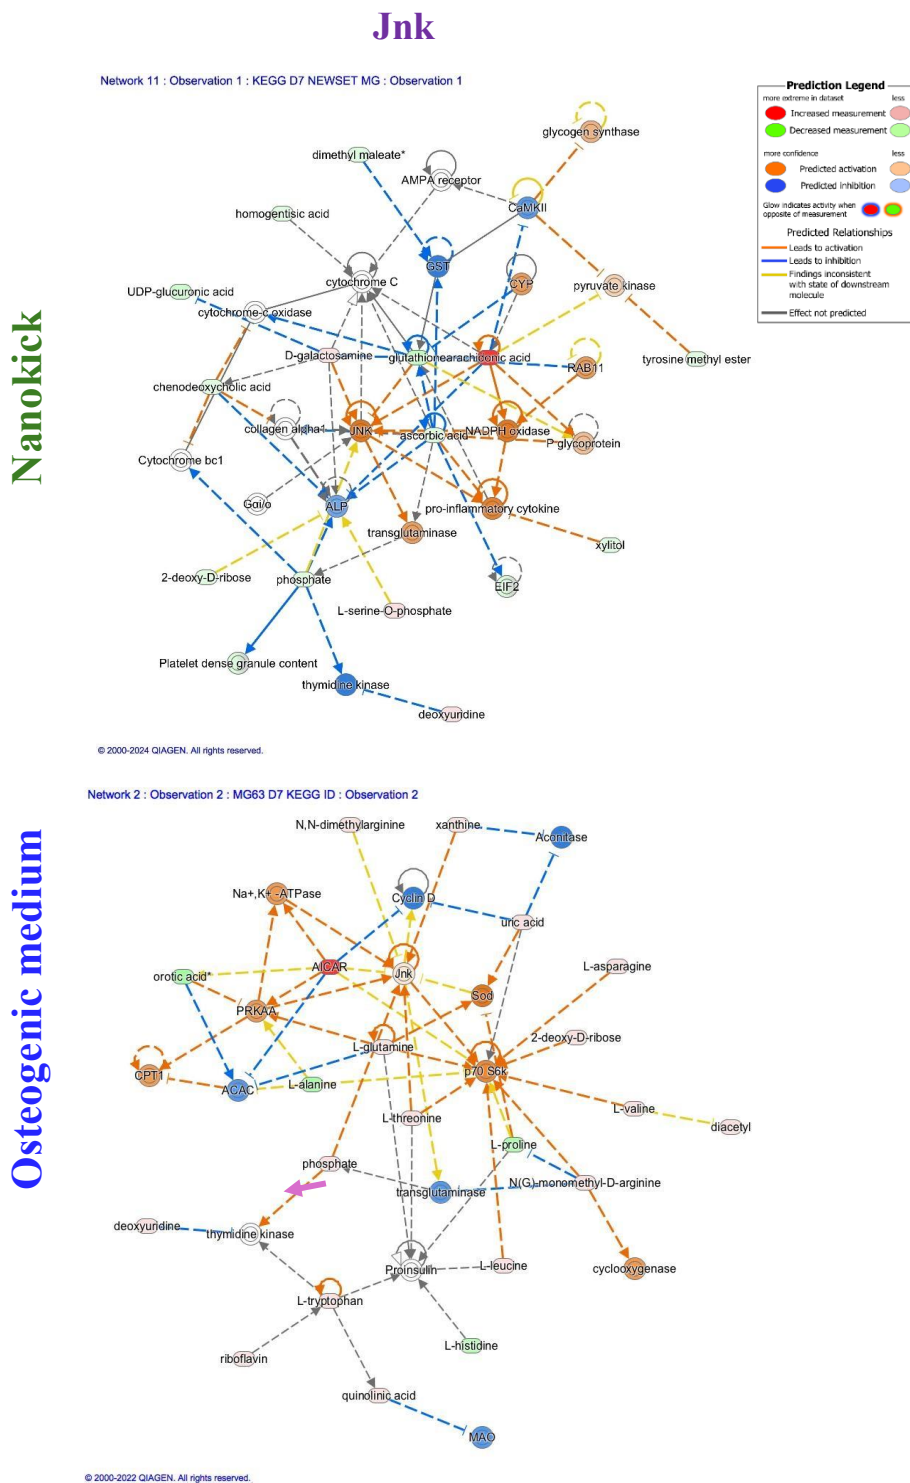 Jnk
Nanokick
Network 11 : Observation 1 : KEGG D7 NEWSET MG : Observation 1
Prediction Legend
more extreme in dataset
less
Increased measurement
Decreased measurement
more confidence
less
Predicted activation
Predicted inhibition
Glow indicates activity when
opposite of measurement
Predicted Relationships
Leads to activation
Leads to inhibition
Findings inconsistent
with state of downstream
molecule
Effect not predicted
glycogen synthase
dimethyl maleate*
AMPA receptor
CaMKII
homogentisic acid
GST
cytochrome C
CYP
pyruvate kinase
UDP-glucuronic acid
cytochrome-c oxidase
D-galactosamine
glutathione
arachidonic acid
tyrosine methyl ester
RAB11
chenodeoxycholic acid
collagen alpha1
JNK
ascorbic acid
NADPH oxidase
P glycoprotein
Cytochrome bc1
Gαi/o
ALP
pro-inflammatory cytokine
transglutaminase
xylitol
2-deoxy-D-ribose
phosphate
EIF2
L-serine-O-phosphate
Platelet dense granule content
thymidine kinase
deoxyuridine
© 2000-2024 QIAGEN. All rights reserved.
Osteogenic medium
Network 2 : Observation 2 : MG63 D7 KEGG ID : Observation 2
N,N-dimethylarginine
xanthine
Aconitase
Na+,K+ -ATPase
Cyclin D
uric acid
orotic acid*
AICAR
Jnk
L-asparagine
Sod
PRKAA
2-deoxy-D-ribose
L-glutamine
CPT1
ACAC
L-alanine
p70 S6k
L-threonine
L-valine
diacetyl
L-proline
phosphate
transglutaminase
N(G)-monomethyl-D-arginine
deoxyuridine
thymidine kinase
Proinsulin
L-leucine
cyclooxygenase
L-tryptophan
L-histidine
riboflavin
quinolinic acid
MAO
© 2000-2022 QIAGEN. All rights reserved.